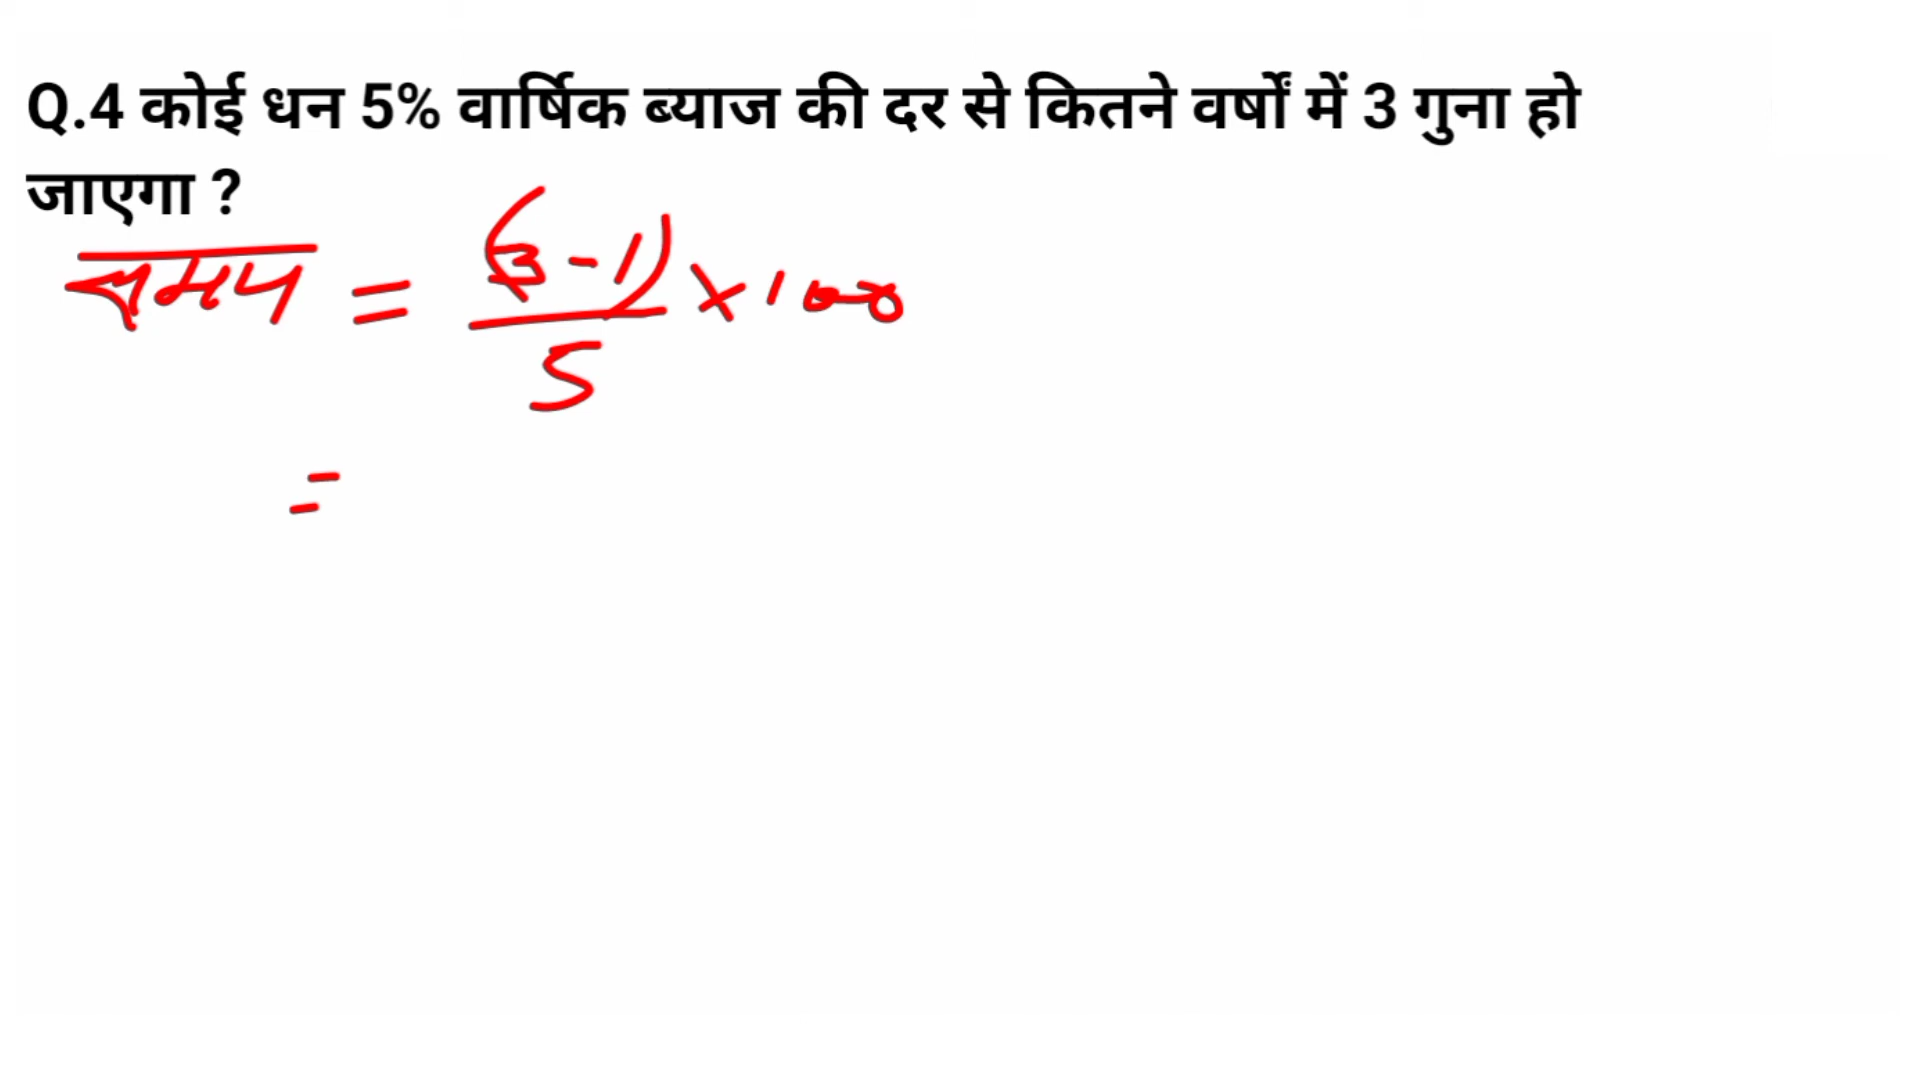 Q.4 कोई धन 5% वार्षिक ब्याज की दर से कितने वर्षों में 3 गुना हो
जाएगा ?
समय = (3-1)/5 × 100
=